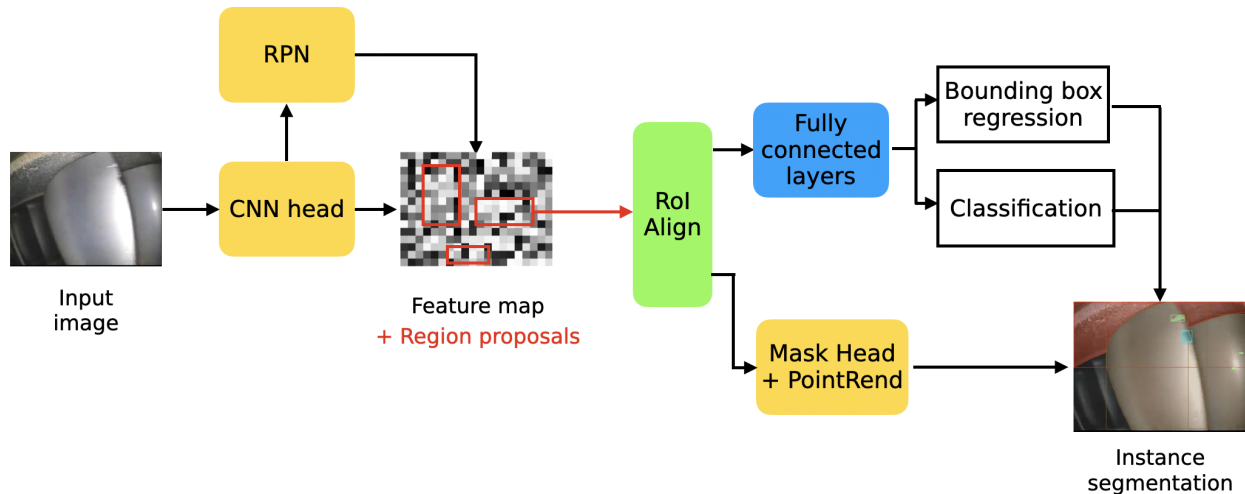 RPN
CNN head
Input
image
Feature map
+ Region proposals
RoI
Align
Fully
connected
layers
Bounding box
regression
Classification
Mask Head
+ PointRend
Instance
segmentation